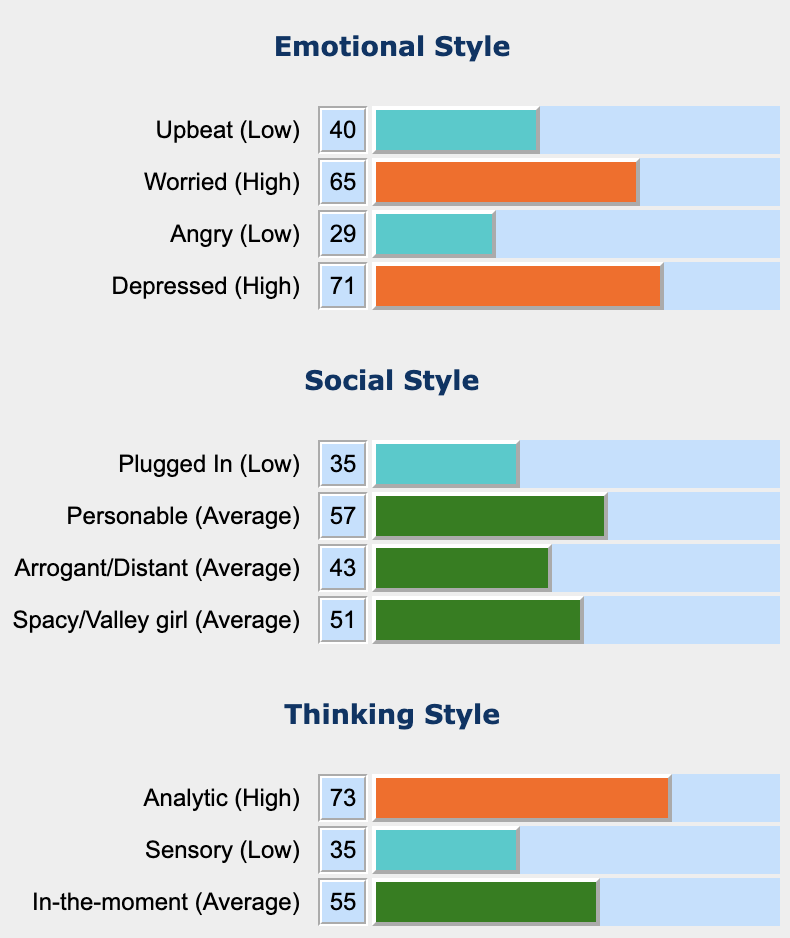 Emotional Style
Upbeat (Low) 40
Worried (High) 65
Angry (Low) 29
Depressed (High) 71
Social Style
Plugged In (Low) 35
Personable (Average) 57
Arrogant/Distant (Average) 43
Spacy/Valley girl (Average) 51
Thinking Style
Analytic (High) 73
Sensory (Low) 35
In-the-moment (Average) 55